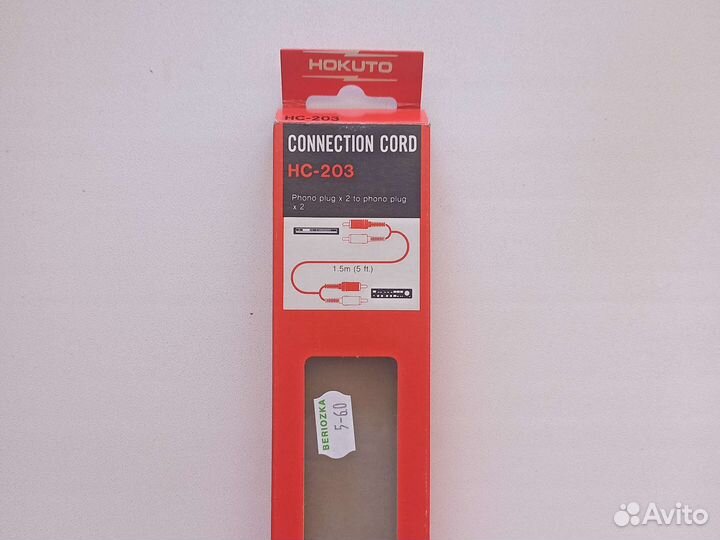 HOKUTO
HC-203
CONNECTION CORD
HC-203
Phono plug x 2 to phono plug
x 2
1.5m (5 ft.)
BERIOZKA
5-60
Avito